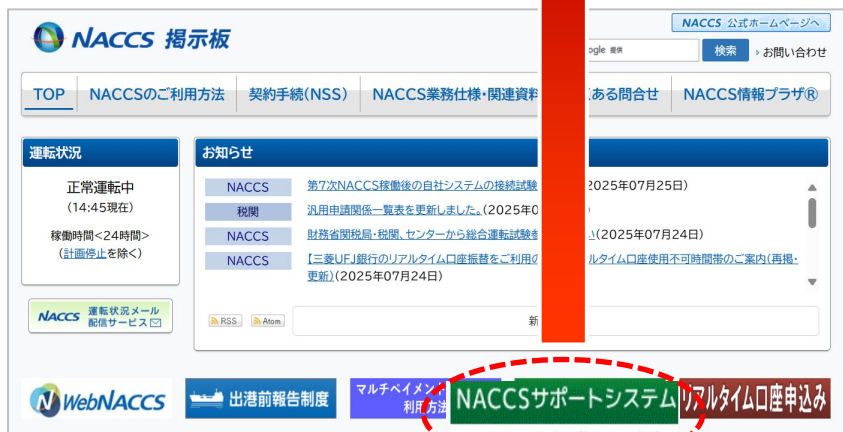 NACCS 公式ホームページへ
NACCS 掲示板
ogle 提供
検索
お問い合わせ
TOP
NACCSのご利用方法
契約手続(NSS)
NACCS業務仕様・関連資料
ある問合せ
NACCS情報プラザ®
運転状況
正常運転中
(14:45現在)
稼働時間<24時間>
(計画停止を除く)
NACCS 運転状況メール
配信サービス
お知らせ
NACCS 第7次NACCS稼働後の自社システムの接続試験 2025年07月25日)
税関 汎用申請関係一覧表を更新しました。(2025年0
NACCS 財務省関税局・税関、センターから総合運転試験 (2025年07月24日)
NACCS 【三菱UFJ銀行のリアルタイム口座振替をご利用の ルタイム口座使用不可時間帯のご案内(再掲・
更新)(2025年07月24日)
RSS Atom
新
WebNACCS
出港前報告制度
マルチペイメント
利用方法
NACCSサポートシステム
リアルタイム口座申込み